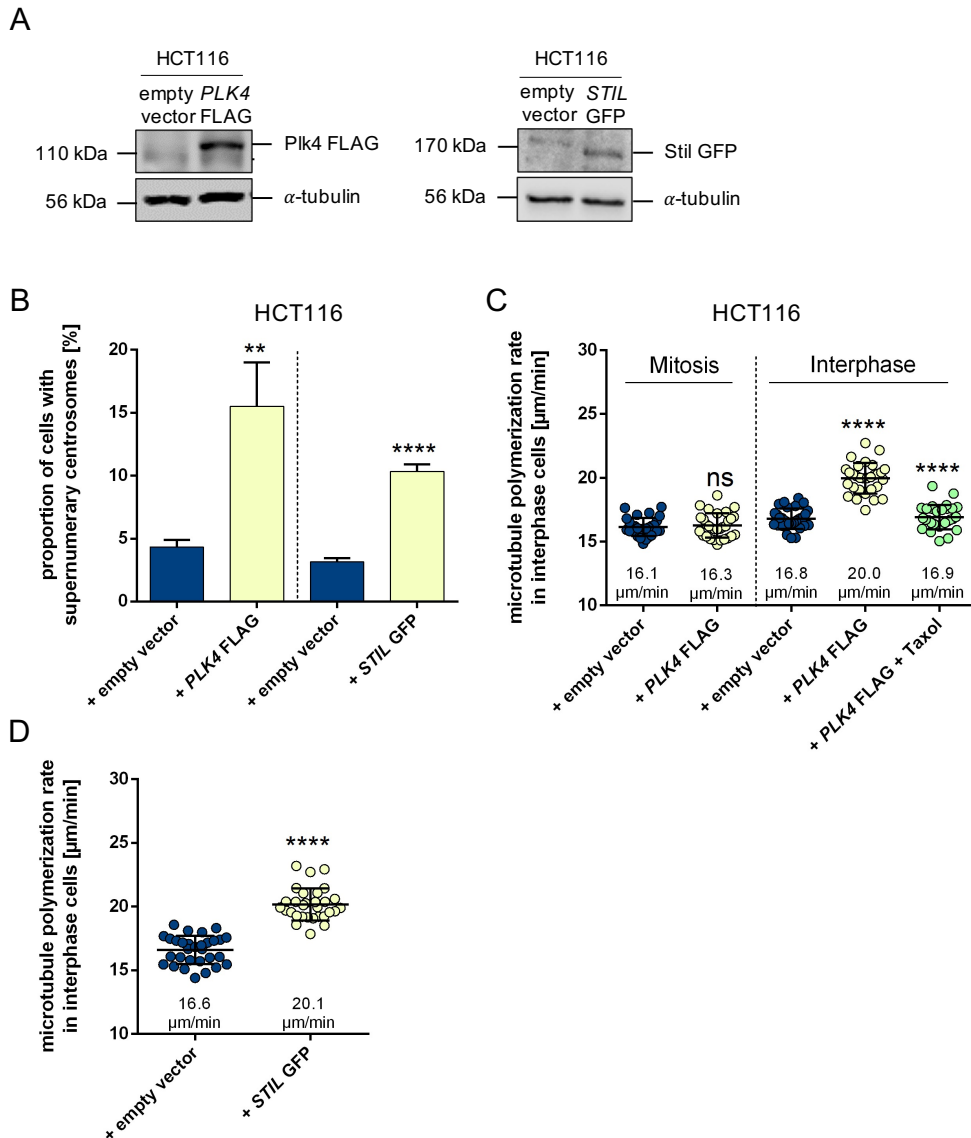 A
HCT116
empty
vector
PLK4
FLAG
110 kDa
Plk4 FLAG
56 kDa
α-tubulin
HCT116
empty
vector
STIL
GFP
170 kDa
Stil GFP
56 kDa
α-tubulin
B
HCT116
proportion of cells with
supernumerary centrosomes [%]
20
15
10
5
0
**
****
+ empty vector
+ PLK4 FLAG
+ empty vector
+ STIL GFP
C
HCT116
microtubule polymerization rate
in interphase cells [µm/min]
30
25
20
15
10
Mitosis
Interphase
ns
****
****
16.1
µm/min
16.3
µm/min
16.8
µm/min
20.0
µm/min
16.9
µm/min
+ empty vector
+ PLK4 FLAG
+ empty vector
+ PLK4 FLAG
+ PLK4 FLAG + Taxol
D
microtubule polymerization rate
in interphase cells [µm/min]
30
25
20
15
10
****
16.6
µm/min
20.1
µm/min
+ empty vector
+ STIL GFP